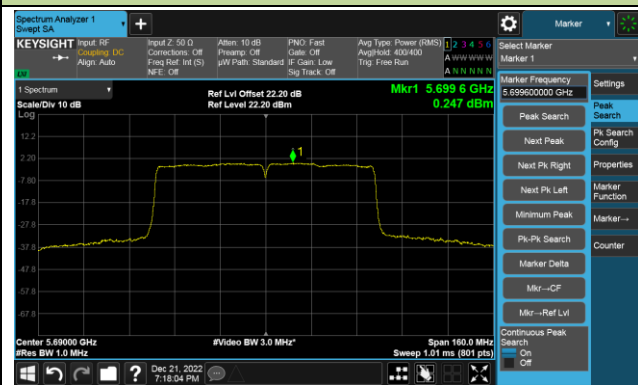 Spectrum Analyzer 1
Swept SA
+
Marker
KEYSIGHT
Input: RF
Coupling: DC
Align: Auto
Input Z: 50 Ω
Corrections: Off
Freq Ref: Int (S)
NFE: Off
Atten: 10 dB
Preamp: Off
µW Path: Standard
PNO: Fast
Gate: Off
IF Gain: Low
Sig Track: Off
Avg Type: Power (RMS)
Avg|Hold: 400/400
Trig: Free Run
1 2 3 4 5 6
A W W W W W
A N N N N N
Select Marker
Marker 1
1 Spectrum
Scale/Div 10 dB
Ref Lvl Offset 22.20 dB
Ref Level 22.20 dBm
Mkr1 5.699 6 GHz
0.247 dBm
Log
12.2
2.20
-7.80
-17.8
-27.8
-37.8
-47.8
-57.8
-67.8
1
Center 5.69000 GHz
#Res BW 1.0 MHz
#Video BW 3.0 MHz*
Span 160.0 MHz
Sweep 1.01 ms (801 pts)
Marker Frequency
5.699600000 GHz
Peak Search
Next Peak
Next Pk Right
Next Pk Left
Minimum Peak
Pk-Pk Search
Marker Delta
Mkr→CF
Mkr→Ref Lvl
Continuous Peak
Search
On
Off
Settings
Peak
Search
Pk Search
Config
Properties
Marker
Function
Marker→
Counter
?
Dec 21, 2022
7:18:04 PM